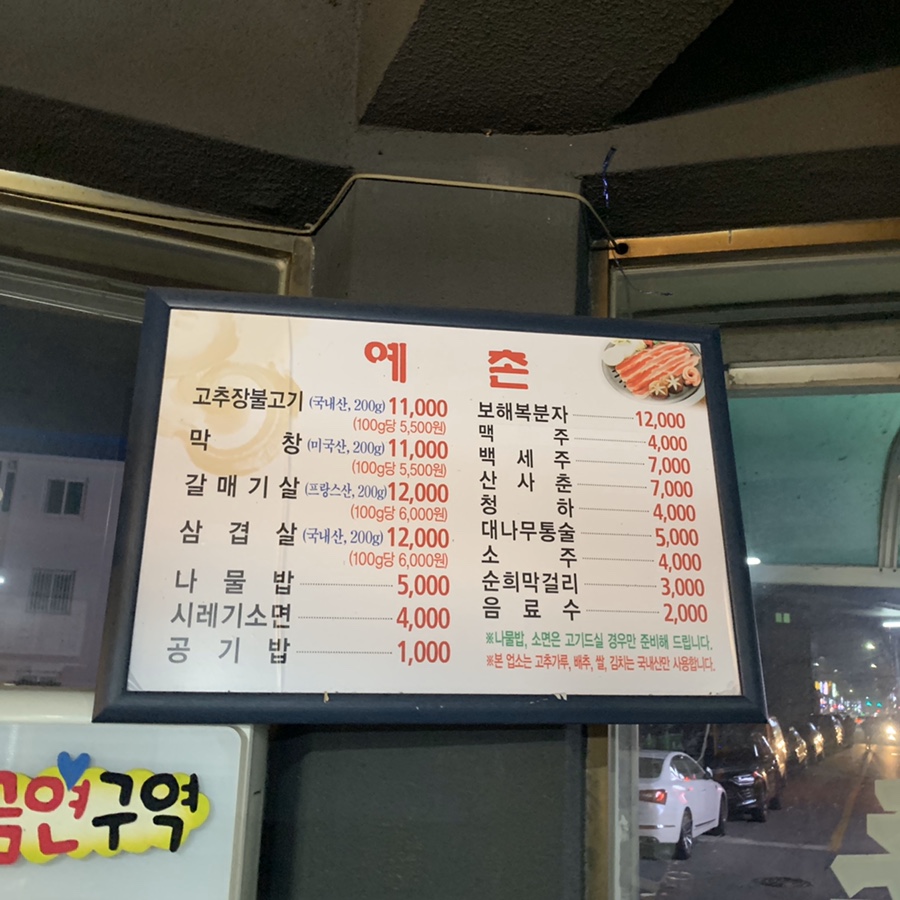 예 촌
고추장불고기 (국내산, 200g) 11,000
(100g당 5,500원)
막 창 (미국산, 200g) 11,000
(100g당 5,500원)
갈매기살 (프랑스산, 200g) 12,000
(100g당 6,000원)
삼겹살 (국내산, 200g) 12,000
(100g당 6,000원)
나물밥 5,000
시레기소면 4,000
공기밥 1,000
보해복분자 12,000
맥주 4,000
백세주 7,000
산사춘 7,000
청하 4,000
대나무통술 5,000
소주 4,000
순희막걸리 3,000
음료수 2,000
※나물밥, 소면은 고기드실 경우만 준비해 드립니다.
※본 업소는 고추가루, 배추, 쌀, 김치는 국내산만 사용합니다.
금연구역